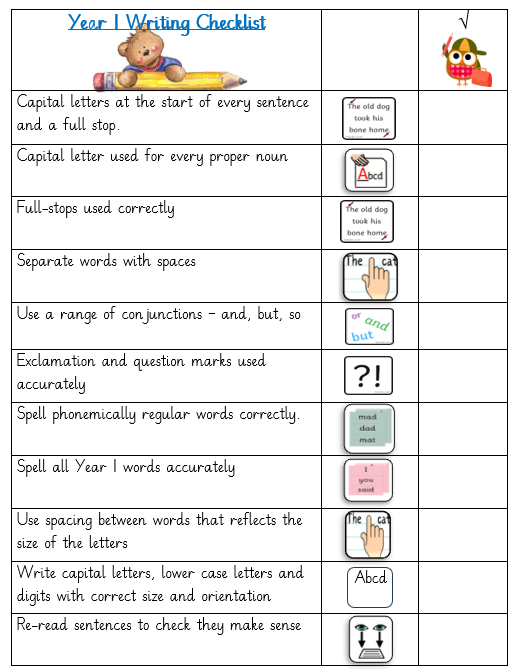 Year 1 Writing Checklist
√
Capital letters at the start of every sentence
and a full stop.
The old dog
took his
bone home.
Capital letter used for every proper noun
Abcd
Full-stops used correctly
The old dog
took his
bone home.
Separate words with spaces
The cat
Use a range of conjunctions – and, but, so
or
and
but
Exclamation and question marks used
accurately
?!
Spell phonemically regular words correctly.
mad
dad
mat
Spell all Year 1 words accurately
I
you
said
Use spacing between words that reflects the
size of the letters
The cat
Write capital letters, lower case letters and
digits with correct size and orientation
Abcd
Re-read sentences to check they make sense